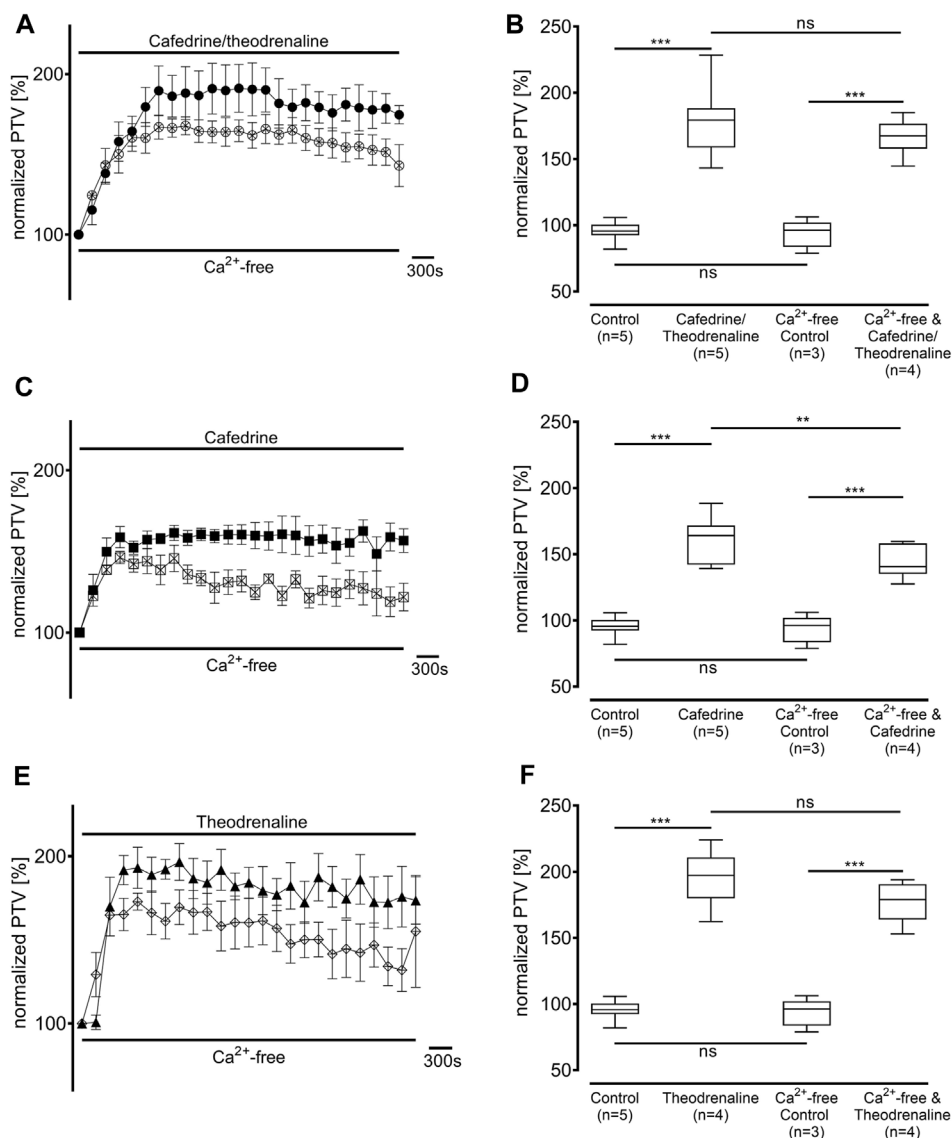 A
Cafedrine/theodrenaline
normalized PTV [%]
200
100
Ca²⁺-free
300s
B
normalized PTV [%]
250
200
150
100
50
***
ns
***
ns
Control
(n=5)
Cafedrine/
Theodrenaline
(n=5)
Ca²⁺-free
Control
(n=3)
Ca²⁺-free &
Cafedrine/
Theodrenaline
(n=4)
C
Cafedrine
normalized PTV [%]
200
100
Ca²⁺-free
300s
D
normalized PTV [%]
250
200
150
100
50
**
***
***
ns
Control
(n=5)
Cafedrine
(n=5)
Ca²⁺-free
Control
(n=3)
Ca²⁺-free &
Cafedrine
(n=4)
E
Theodrenaline
normalized PTV [%]
200
100
Ca²⁺-free
300s
F
normalized PTV [%]
250
200
150
100
50
ns
***
***
ns
Control
(n=5)
Theodrenaline
(n=4)
Ca²⁺-free
Control
(n=3)
Ca²⁺-free &
Theodrenaline
(n=4)